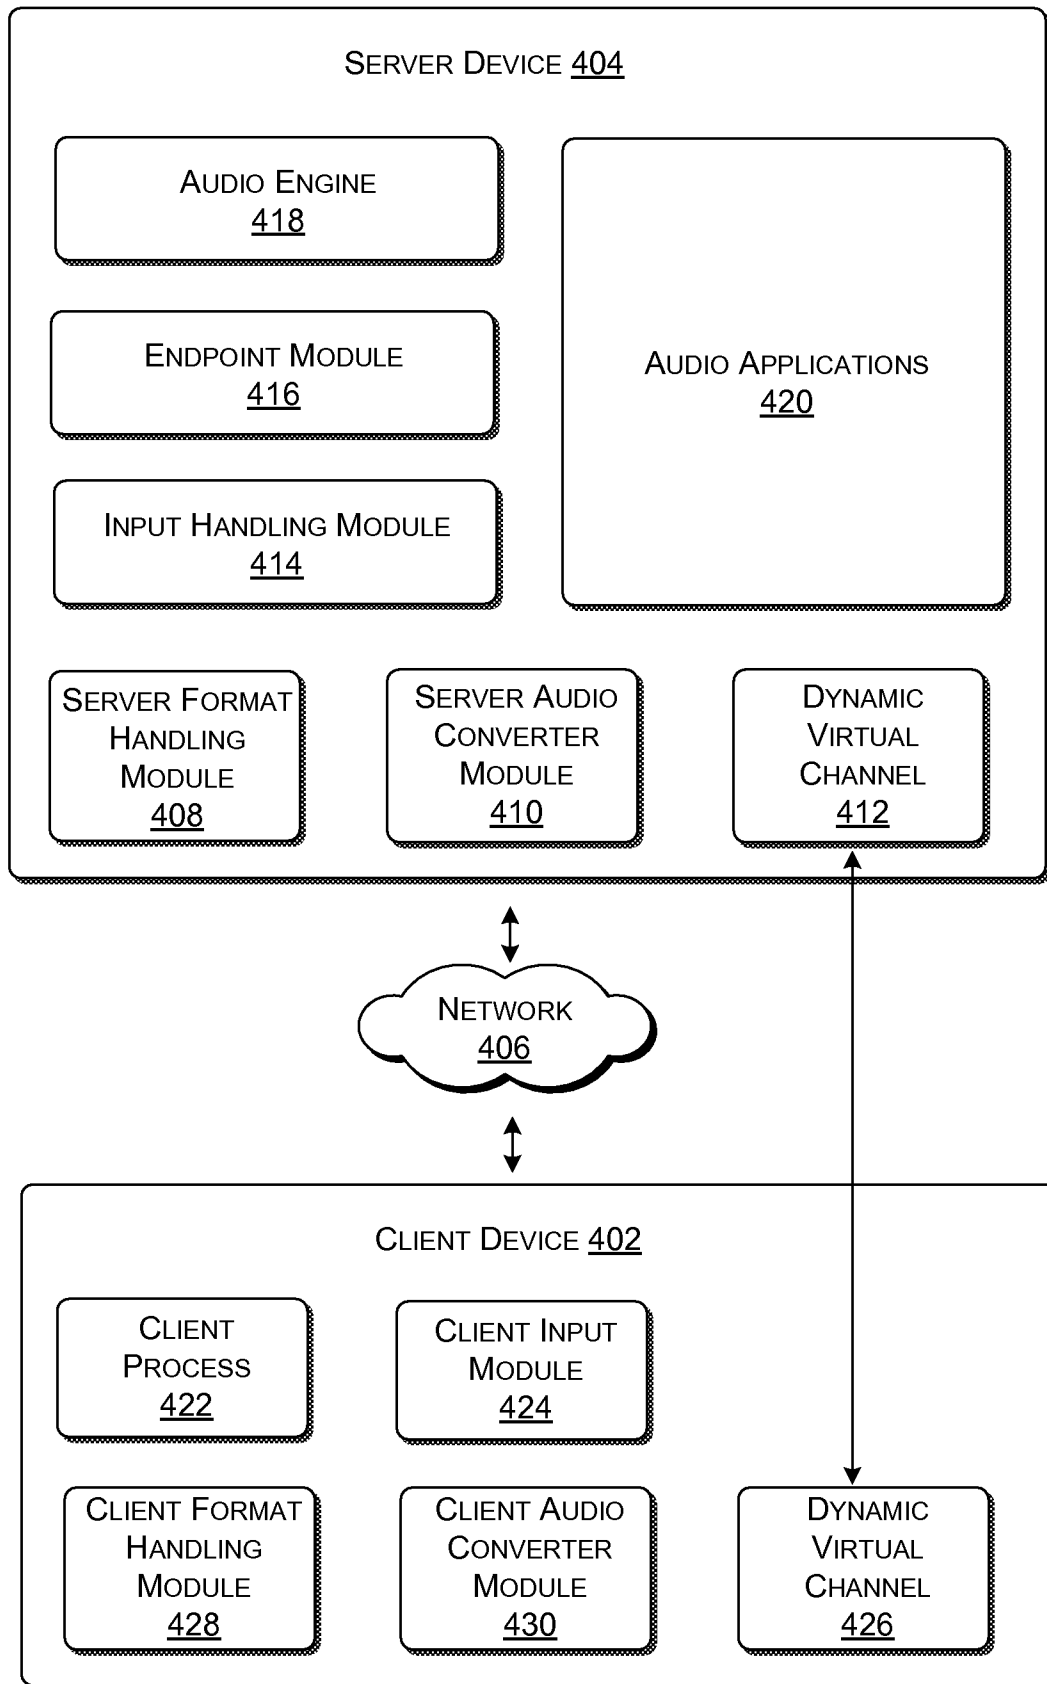 SERVER DEVICE 404
AUDIO ENGINE
418
ENDPOINT MODULE
416
INPUT HANDLING MODULE
414
AUDIO APPLICATIONS
420
SERVER FORMAT
HANDLING
MODULE
408
SERVER AUDIO
CONVERTER
MODULE
410
DYNAMIC
VIRTUAL
CHANNEL
412
NETWORK
406
CLIENT DEVICE 402
CLIENT
PROCESS
422
CLIENT INPUT
MODULE
424
CLIENT FORMAT
HANDLING
MODULE
428
CLIENT AUDIO
CONVERTER
MODULE
430
DYNAMIC
VIRTUAL
CHANNEL
426